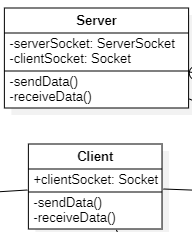 Server
-serverSocket: ServerSocket
-clientSocket: Socket
-sendData()
-receiveData()
Client
+clientSocket: Socket
-sendData()
-receiveData()